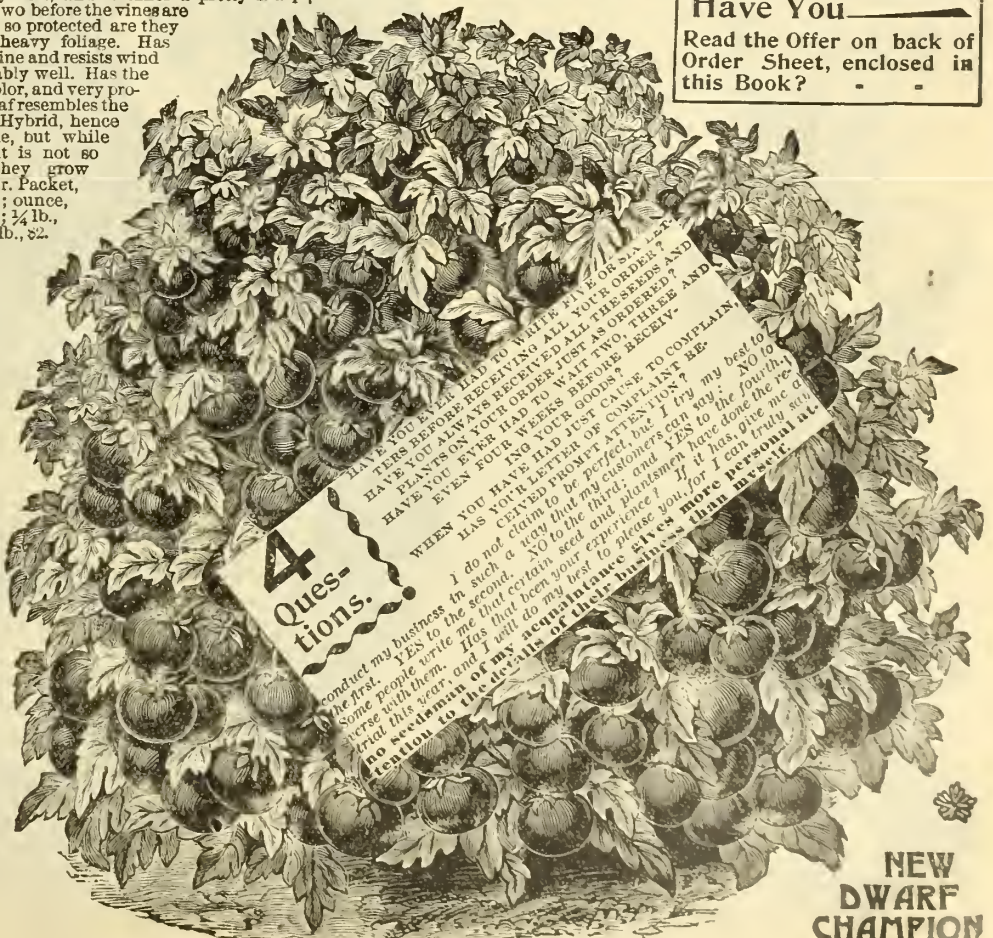 two before the vines are
so protected are they
heavy foliage. Has
ine and resists wind
ably well. Has the
olor, and very pro-
af resembles the
Hybrid, hence
e, but while
t is not so
hey grow
r. Packet,
; ounce,
; ¼ lb.,
lb., $2.
Have You
Read the Offer on back of
Order Sheet, enclosed in
this Book? - -
4
Ques-
tions.
HAVE YOU HAD TO WRITE FIVE OR SIX LET-
TERS BEFORE RECEIVING ALL YOUR ORDER?
HAVE YOU ALWAYS RECEIVED ALL THE SEEDS AND
PLANTS ON YOUR ORDER JUST AS ORDERED?
HAVE YOU EVER HAD TO WAIT TWO, THREE AND
EVEN FOUR WEEKS BEFORE RECEIV-
ING YOUR GOODS?
WHEN YOU HAVE HAD JUST CAUSE TO COMPLAIN,
HAS YOUR LETTER OF COMPLAINT RE-
CEIVED PROMPT ATTENTION?
I do not claim to be perfect, but I try my best to
conduct my business in such a way that my customers can say: NO to
the first. YES to the second. NO to the third; and YES to the fourth.
Some people write me that certain seed and plantsmen have done the re-
verse with them. Has that been your experience? If it has, give me a
trial this year, and I will do my best to please you, for I can truly say
no seedsman of my acquaintance gives more personal at-
tention to the details of their business than myself.
NEW
DWARF
CHAMPION